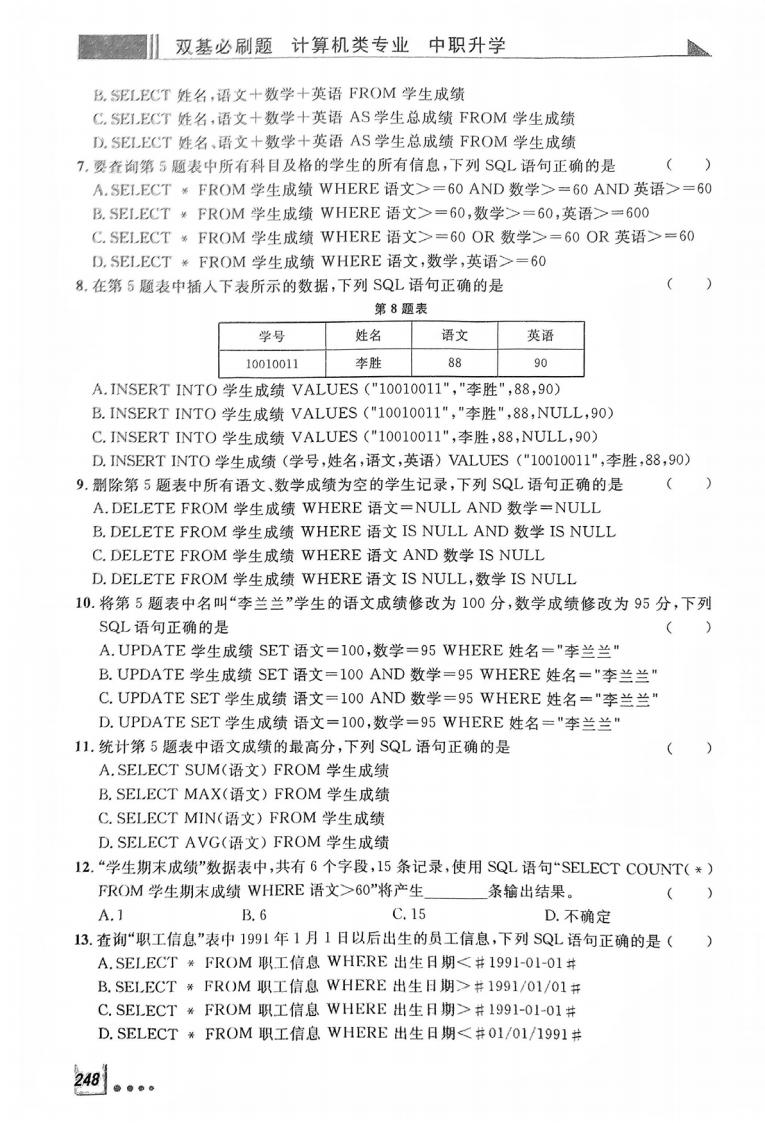 双基必刷题 计算机类专业 中职升学
B. SELECT 姓名,语文+数学+英语 FROM 学生成绩
C. SELECT 姓名,语文+数学+英语 AS 学生总成绩 FROM 学生成绩
D. SELECT 姓名、语文+数学+英语 AS 学生总成绩 FROM 学生成绩
7. 要查询第 5 题表中所有科目及格的学生的所有信息,下列 SQL 语句正确的是 ( )
A. SELECT * FROM 学生成绩 WHERE 语文>=60 AND 数学>=60 AND 英语>=60
B. SELECT * FROM 学生成绩 WHERE 语文>=60,数学>=60,英语>=600
C. SELECT * FROM 学生成绩 WHERE 语文>=60 OR 数学>=60 OR 英语>=60
D. SELECT * FROM 学生成绩 WHERE 语文,数学,英语>=60
8. 在第 5 题表中插入下表所示的数据,下列 SQL 语句正确的是 ( )
第 8 题表
学号 姓名 语文 英语
10010011 李胜 88 90
A. INSERT INTO 学生成绩 VALUES ("10010011","李胜",88,90)
B. INSERT INTO 学生成绩 VALUES ("10010011","李胜",88,NULL,90)
C. INSERT INTO 学生成绩 VALUES ("10010011",李胜,88,NULL,90)
D. INSERT INTO 学生成绩 (学号,姓名,语文,英语) VALUES ("10010011",李胜,88,90)
9. 删除第 5 题表中所有语文、数学成绩为空的学生记录,下列 SQL 语句正确的是 ( )
A. DELETE FROM 学生成绩 WHERE 语文=NULL AND 数学=NULL
B. DELETE FROM 学生成绩 WHERE 语文 IS NULL AND 数学 IS NULL
C. DELETE FROM 学生成绩 WHERE 语文 AND 数学 IS NULL
D. DELETE FROM 学生成绩 WHERE 语文 IS NULL,数学 IS NULL
10. 将第 5 题表中名叫“李兰兰”学生的语文成绩修改为 100 分,数学成绩修改为 95 分,下列
SQL 语句正确的是 ( )
A. UPDATE 学生成绩 SET 语文=100,数学=95 WHERE 姓名="李兰兰"
B. UPDATE 学生成绩 SET 语文=100 AND 数学=95 WHERE 姓名="李兰兰"
C. UPDATE SET 学生成绩 语文=100 AND 数学=95 WHERE 姓名="李兰兰"
D. UPDATE SET 学生成绩 语文=100,数学=95 WHERE 姓名="李兰兰"
11. 统计第 5 题表中语文成绩的最高分,下列 SQL 语句正确的是 ( )
A. SELECT SUM(语文) FROM 学生成绩
B. SELECT MAX(语文) FROM 学生成绩
C. SELECT MIN(语文) FROM 学生成绩
D. SELECT AVG(语文) FROM 学生成绩
12. “学生期末成绩”数据表中,共有 6 个字段,15 条记录,使用 SQL 语句“SELECT COUNT(*)
FROM 学生期末成绩 WHERE 语文>60”将产生______条输出结果。 ( )
A. 1 B. 6 C. 15 D. 不确定
13. 查询“职工信息”表中 1991 年 1 月 1 日以后出生的员工信息,下列 SQL 语句正确的是 ( )
A. SELECT * FROM 职工信息 WHERE 出生日期<#1991-01-01#
B. SELECT * FROM 职工信息 WHERE 出生日期>#1991/01/01#
C. SELECT * FROM 职工信息 WHERE 出生日期>#1991-01-01#
D. SELECT * FROM 职工信息 WHERE 出生日期<#01/01/1991#
248